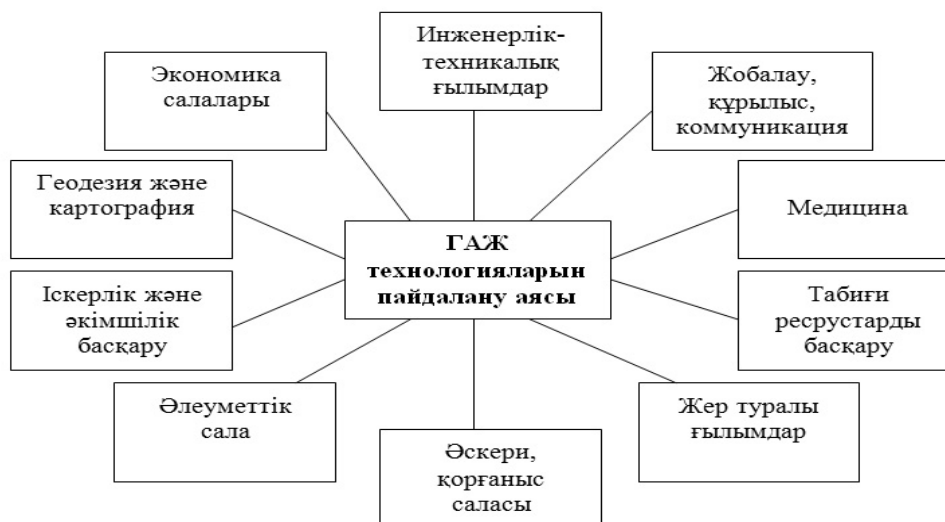 Инженерлік-
техникалық
ғылымдар
Экономика
салалары
Жобалау,
құрылыс,
коммуникация
Геодезия және
картография
Медицина
ГАЖ
технологияларын
пайдалану аясы
Іскерлік және
әкімшілік
басқару
Табиғи
ресрустарды
басқару
Әлеуметтік
сала
Жер туралы
ғылымдар
Әскери,
қорғаныс
саласы